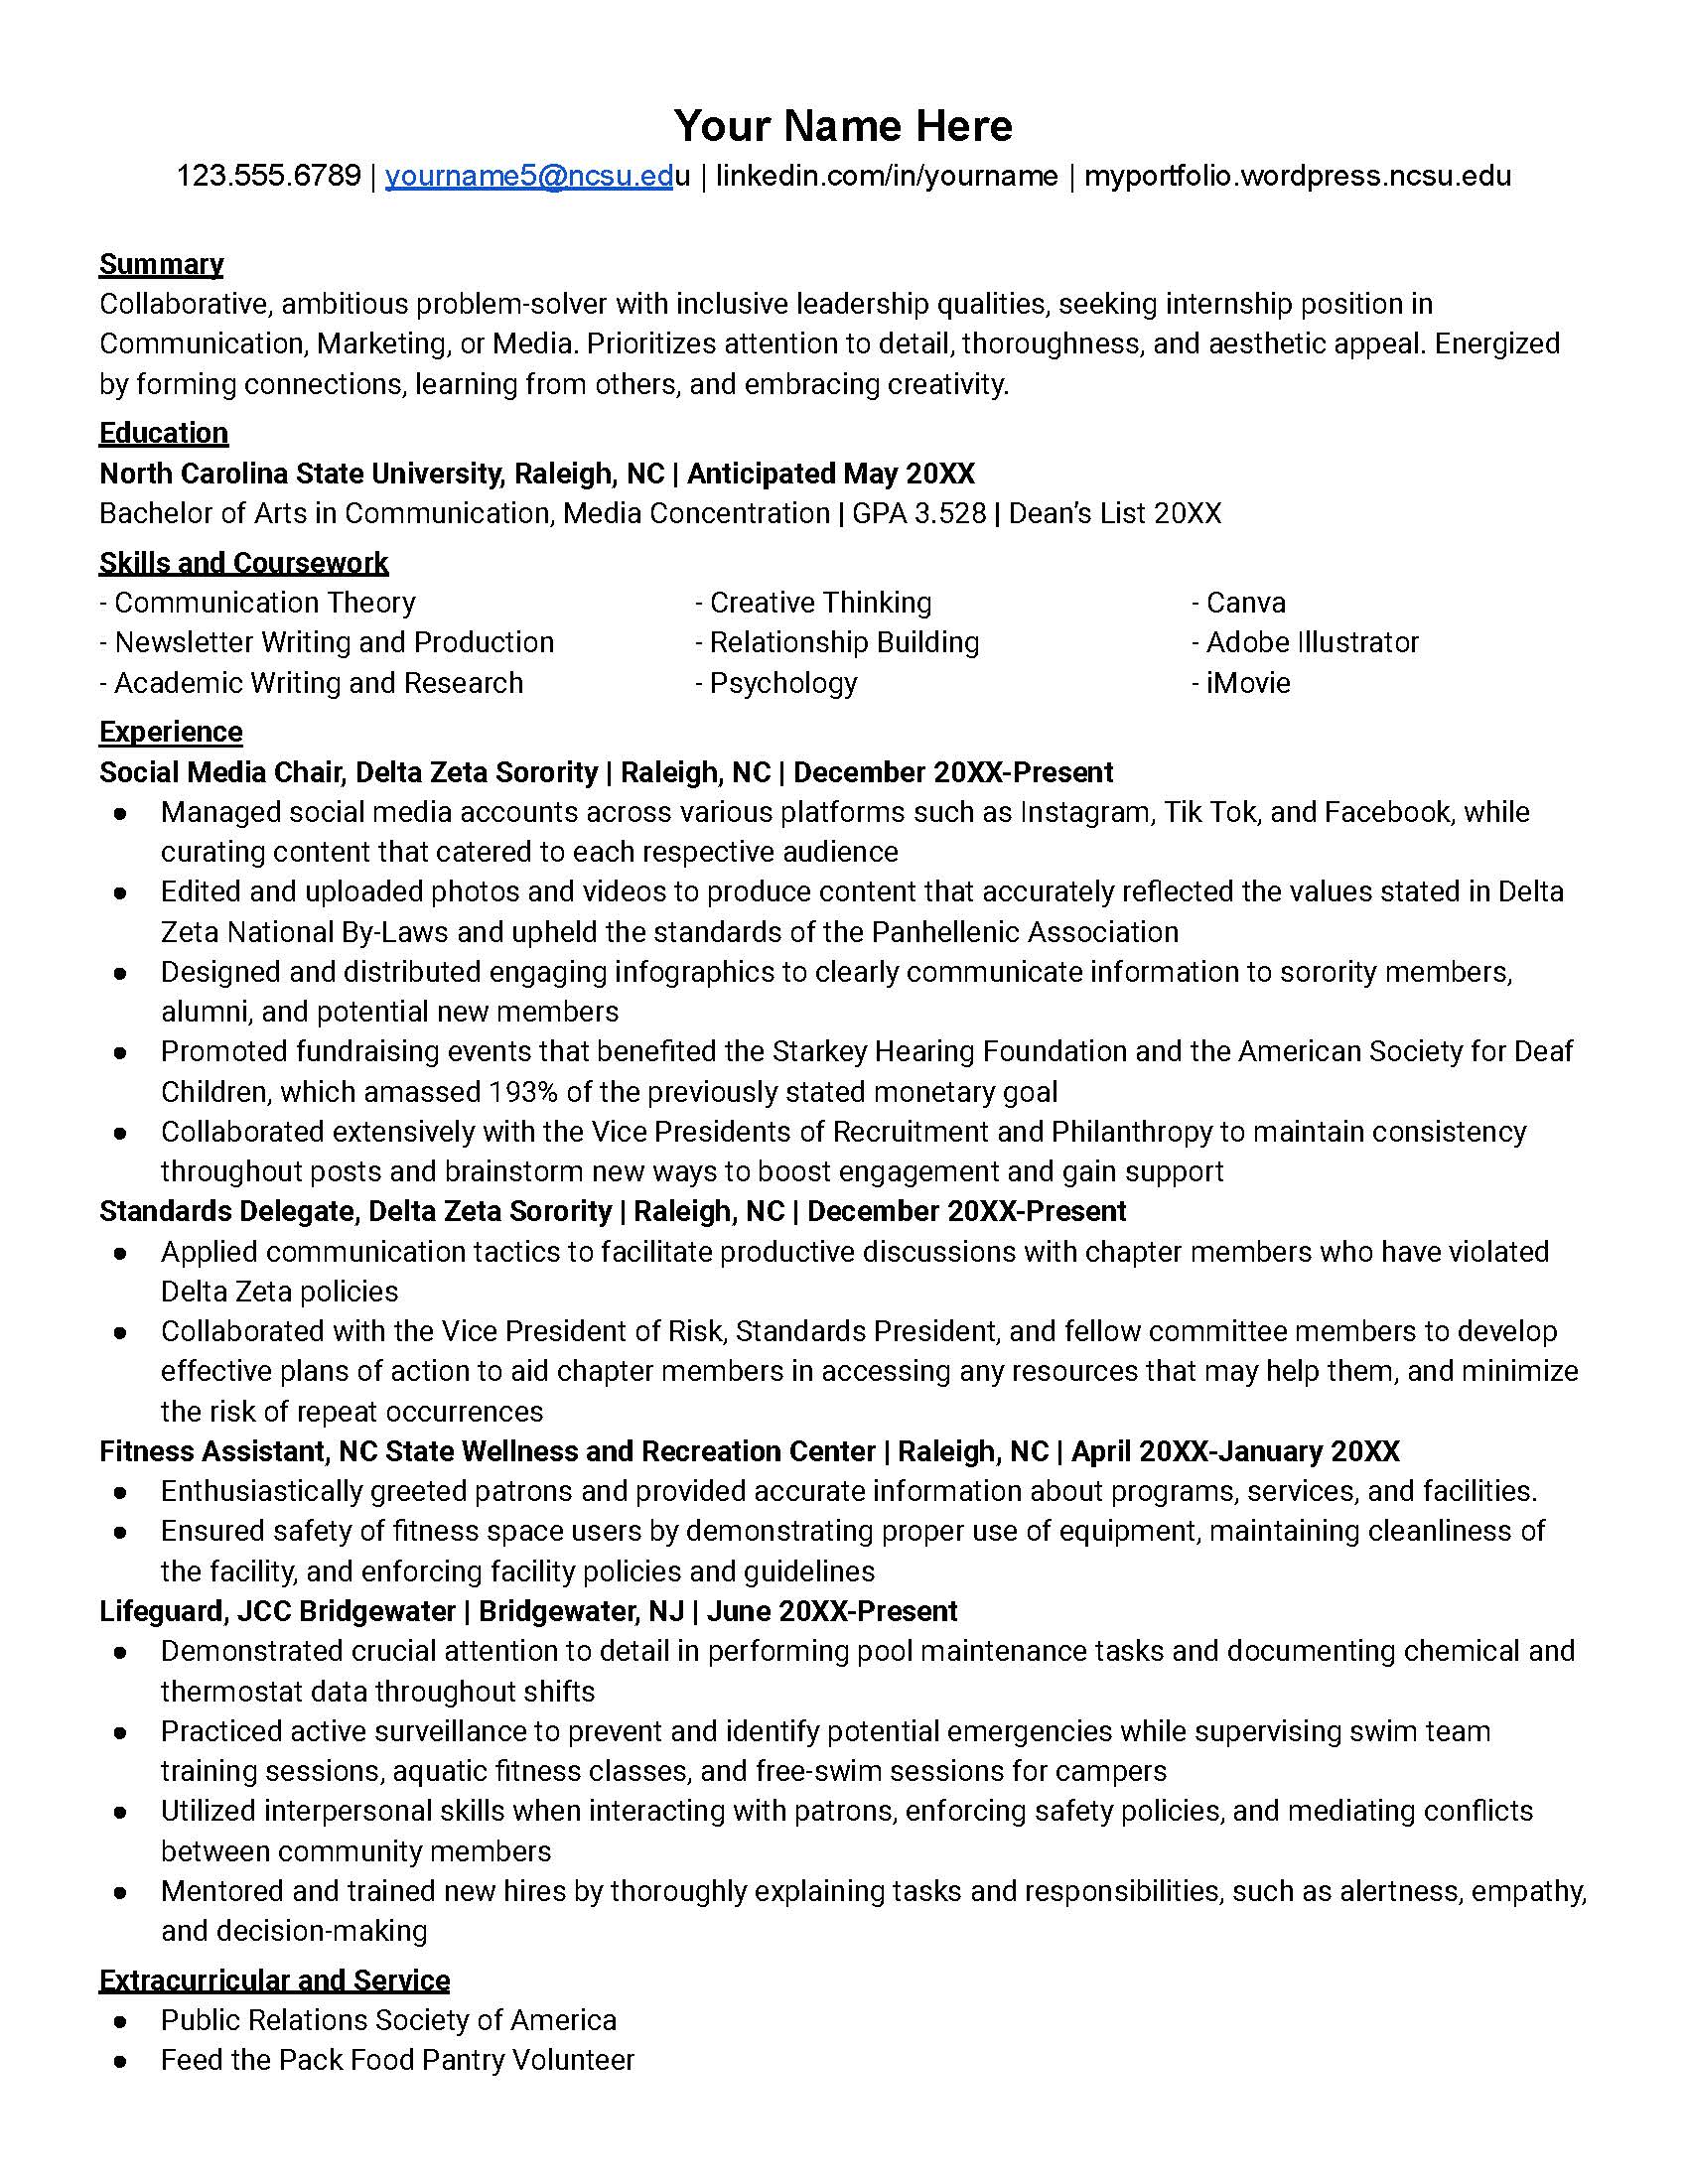 Your Name Here
123.555.6789 | yourname5@ncsu.edu | linkedin.com/in/yourname | myportfolio.wordpress.ncsu.edu
Summary
Collaborative, ambitious problem-solver with inclusive leadership qualities, seeking internship position in
Communication, Marketing, or Media. Prioritizes attention to detail, thoroughness, and aesthetic appeal. Energized
by forming connections, learning from others, and embracing creativity.
Education
North Carolina State University, Raleigh, NC | Anticipated May 20XX
Bachelor of Arts in Communication, Media Concentration | GPA 3.528 | Dean's List 20XX
Skills and Coursework
- Communication Theory - Creative Thinking - Canva
- Newsletter Writing and Production - Relationship Building - Adobe Illustrator
- Academic Writing and Research - Psychology - iMovie
Experience
Social Media Chair, Delta Zeta Sorority | Raleigh, NC | December 20XX-Present
● Managed social media accounts across various platforms such as Instagram, Tik Tok, and Facebook, while
curating content that catered to each respective audience
● Edited and uploaded photos and videos to produce content that accurately reflected the values stated in Delta
Zeta National By-Laws and upheld the standards of the Panhellenic Association
● Designed and distributed engaging infographics to clearly communicate information to sorority members,
alumni, and potential new members
● Promoted fundraising events that benefited the Starkey Hearing Foundation and the American Society for Deaf
Children, which amassed 193% of the previously stated monetary goal
● Collaborated extensively with the Vice Presidents of Recruitment and Philanthropy to maintain consistency
throughout posts and brainstorm new ways to boost engagement and gain support
Standards Delegate, Delta Zeta Sorority | Raleigh, NC | December 20XX-Present
● Applied communication tactics to facilitate productive discussions with chapter members who have violated
Delta Zeta policies
● Collaborated with the Vice President of Risk, Standards President, and fellow committee members to develop
effective plans of action to aid chapter members in accessing any resources that may help them, and minimize
the risk of repeat occurrences
Fitness Assistant, NC State Wellness and Recreation Center | Raleigh, NC | April 20XX-January 20XX
● Enthusiastically greeted patrons and provided accurate information about programs, services, and facilities.
● Ensured safety of fitness space users by demonstrating proper use of equipment, maintaining cleanliness of
the facility, and enforcing facility policies and guidelines
Lifeguard, JCC Bridgewater | Bridgewater, NJ | June 20XX-Present
● Demonstrated crucial attention to detail in performing pool maintenance tasks and documenting chemical and
thermostat data throughout shifts
● Practiced active surveillance to prevent and identify potential emergencies while supervising swim team
training sessions, aquatic fitness classes, and free-swim sessions for campers
● Utilized interpersonal skills when interacting with patrons, enforcing safety policies, and mediating conflicts
between community members
● Mentored and trained new hires by thoroughly explaining tasks and responsibilities, such as alertness, empathy,
and decision-making
Extracurricular and Service
● Public Relations Society of America
● Feed the Pack Food Pantry Volunteer